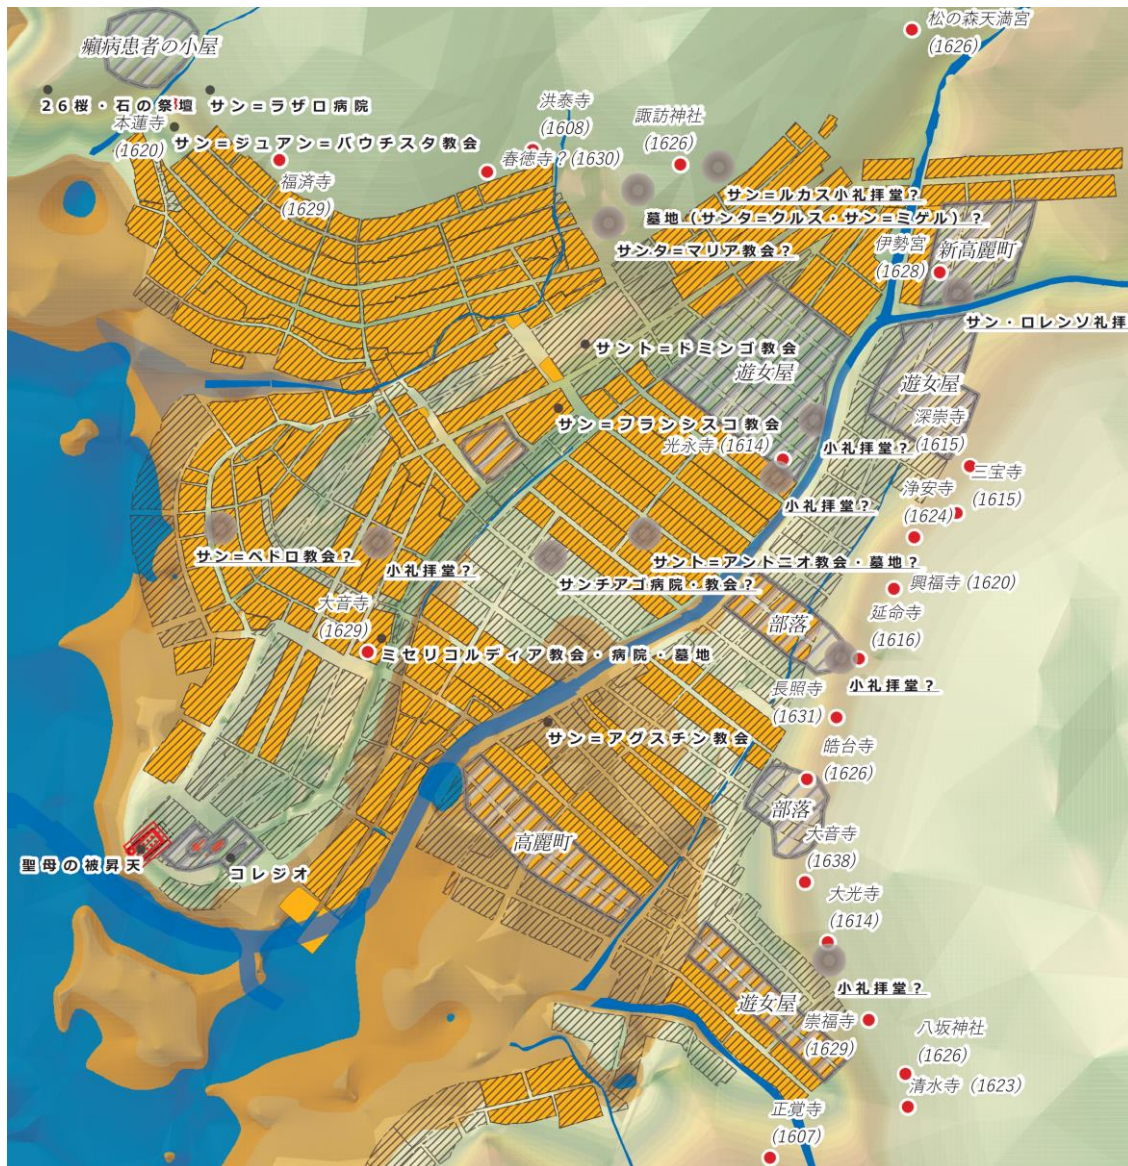 松の森天満宮
(1626)
癩病患者の小屋
26桜・石の祭壇
サン=ラザロ病院
本蓮寺
(1620)
サン=ジュアン=バウチスタ教会
福済寺
(1629)
洪泰寺
(1608)
春徳寺？(1630)
諏訪神社
(1626)
サン=ルカス小礼拝堂？
墓地（サンタ=クルス・サン=ミゲル）？
サンタ=マリア教会？
伊勢宮
(1628)
新高麗町
サン・ロレンソ礼拝
サント=ドミンゴ教会
遊女屋
遊女屋
深崇寺
(1615)
サン=フランシスコ教会
光永寺 (1614)
小礼拝堂？
三宝寺
(1615)
浄安寺
(1624)
小礼拝堂？
サン=ペドロ教会？
小礼拝堂？
サント=アントニオ教会・墓地？
サンチアゴ病院・教会？
興福寺 (1620)
延命寺
(1616)
部落
大音寺
(1629)
ミセリコルディア教会・病院・墓地
小礼拝堂？
長照寺
(1631)
サン=アグスチン教会
皓台寺
(1626)
部落
高麗町
大音寺
(1638)
聖母の被昇天
コレジオ
大光寺
(1614)
小礼拝堂？
遊女屋
崇福寺
(1629)
八坂神社
(1626)
清水寺 (1623)
正覚寺
(1607)